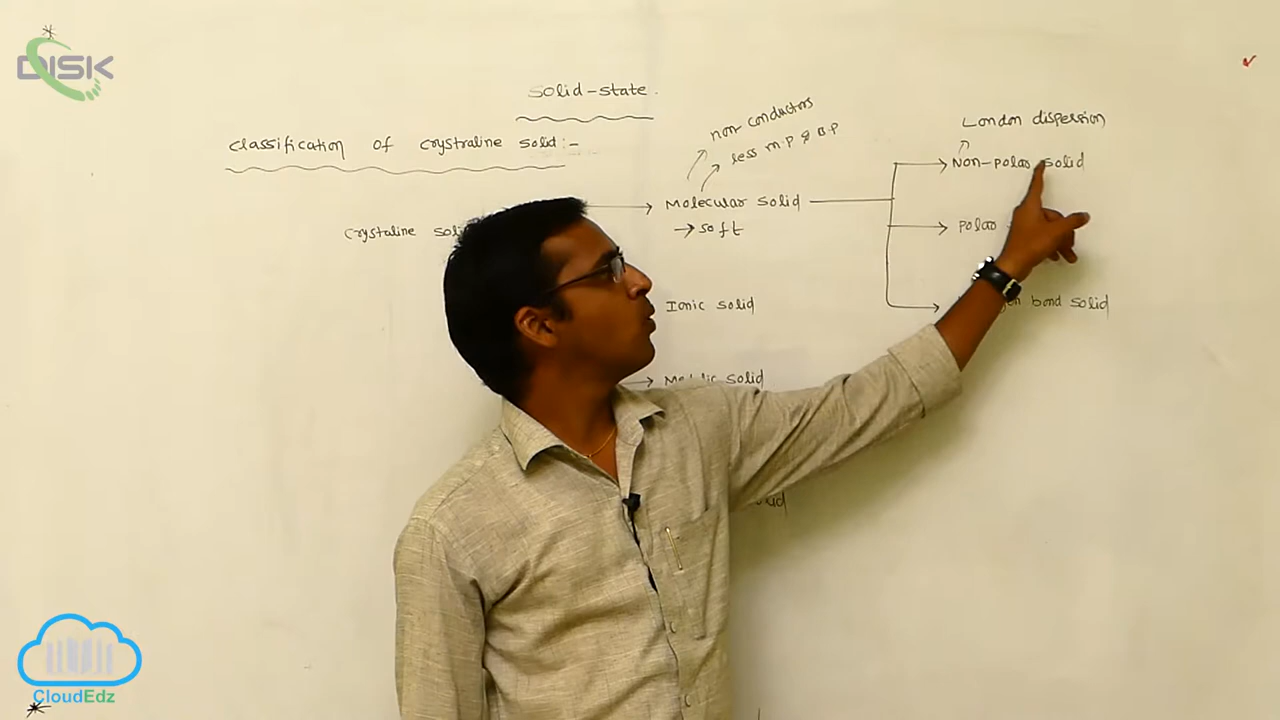 DISK
Solid-state.
Classification of crystraline solid:-
non conductors
less m.p & B.P
London dispersion
Non-polar solid
Molecular solid
→ soft
Crystaline
polar
Ionic solid
bond solid
solid
CloudEdz